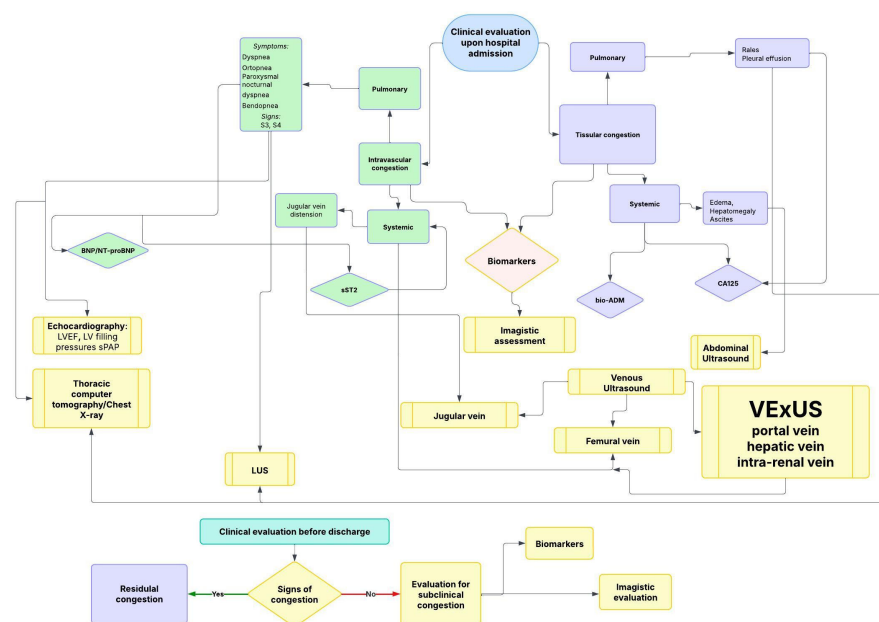 Clinical evaluation
upon hospital
admission
Symptoms:
Dyspnea
Ortopnea
Paroxysmal
nocturnal
dyspnea
Bendopnea
Signs:
S3, S4
Pulmonary
Pulmonary
Rales
Pleural effusion
Intravascular
congestion
Tissular congestion
Jugular vein
distension
Systemic
Systemic
Edema,
Hepatomegaly
Ascites
BNP/NT-proBNP
sST2
Biomarkers
bio-ADM
CA125
Echocardiography:
LVEF, LV filling
pressures sPAP
Imagistic
assessment
Abdominal
Ultrasound
Thoracic
computer
tomography/Chest
X-ray
Venous
Ultrasound
Jugular vein
Femural vein
VExUS
portal vein
hepatic vein
intra-renal vein
LUS
Clinical evaluation before discharge
Biomarkers
Residulal
congestion
Yes
Signs of
congestion
No
Evaluation for
subclinical
congestion
Imagistic
evaluation